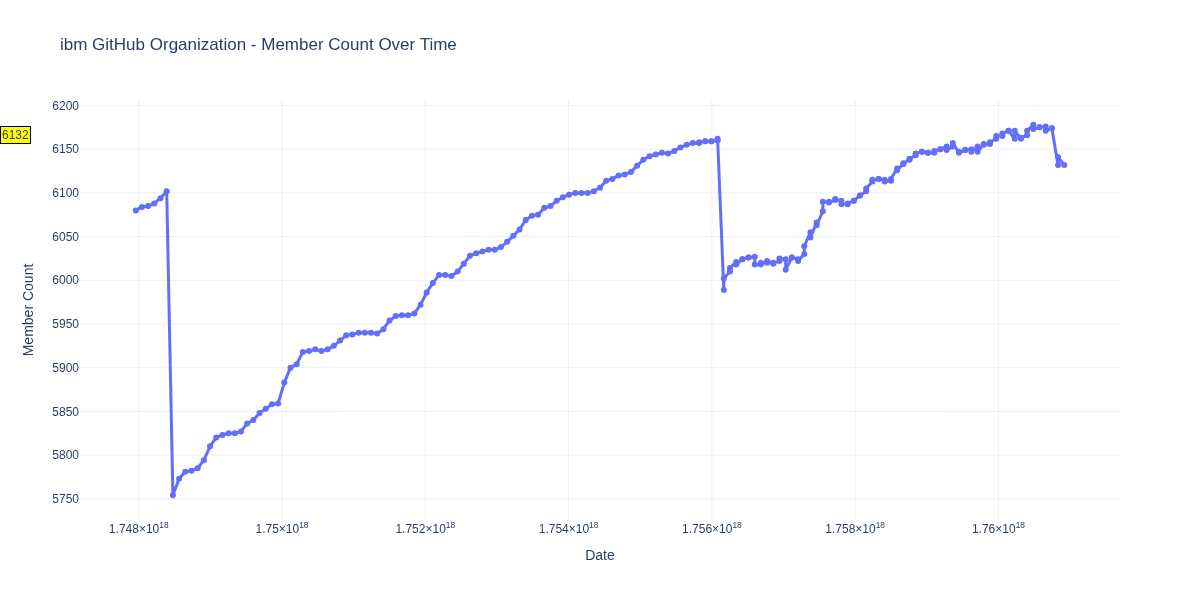 ibm GitHub Organization - Member Count Over Time
6200
6132
6150
6100
6050
6000
5950
5900
5850
5800
5750
Member Count
1.748×10¹⁸ 1.75×10¹⁸ 1.752×10¹⁸ 1.754×10¹⁸ 1.756×10¹⁸ 1.758×10¹⁸ 1.76×10¹⁸
Date